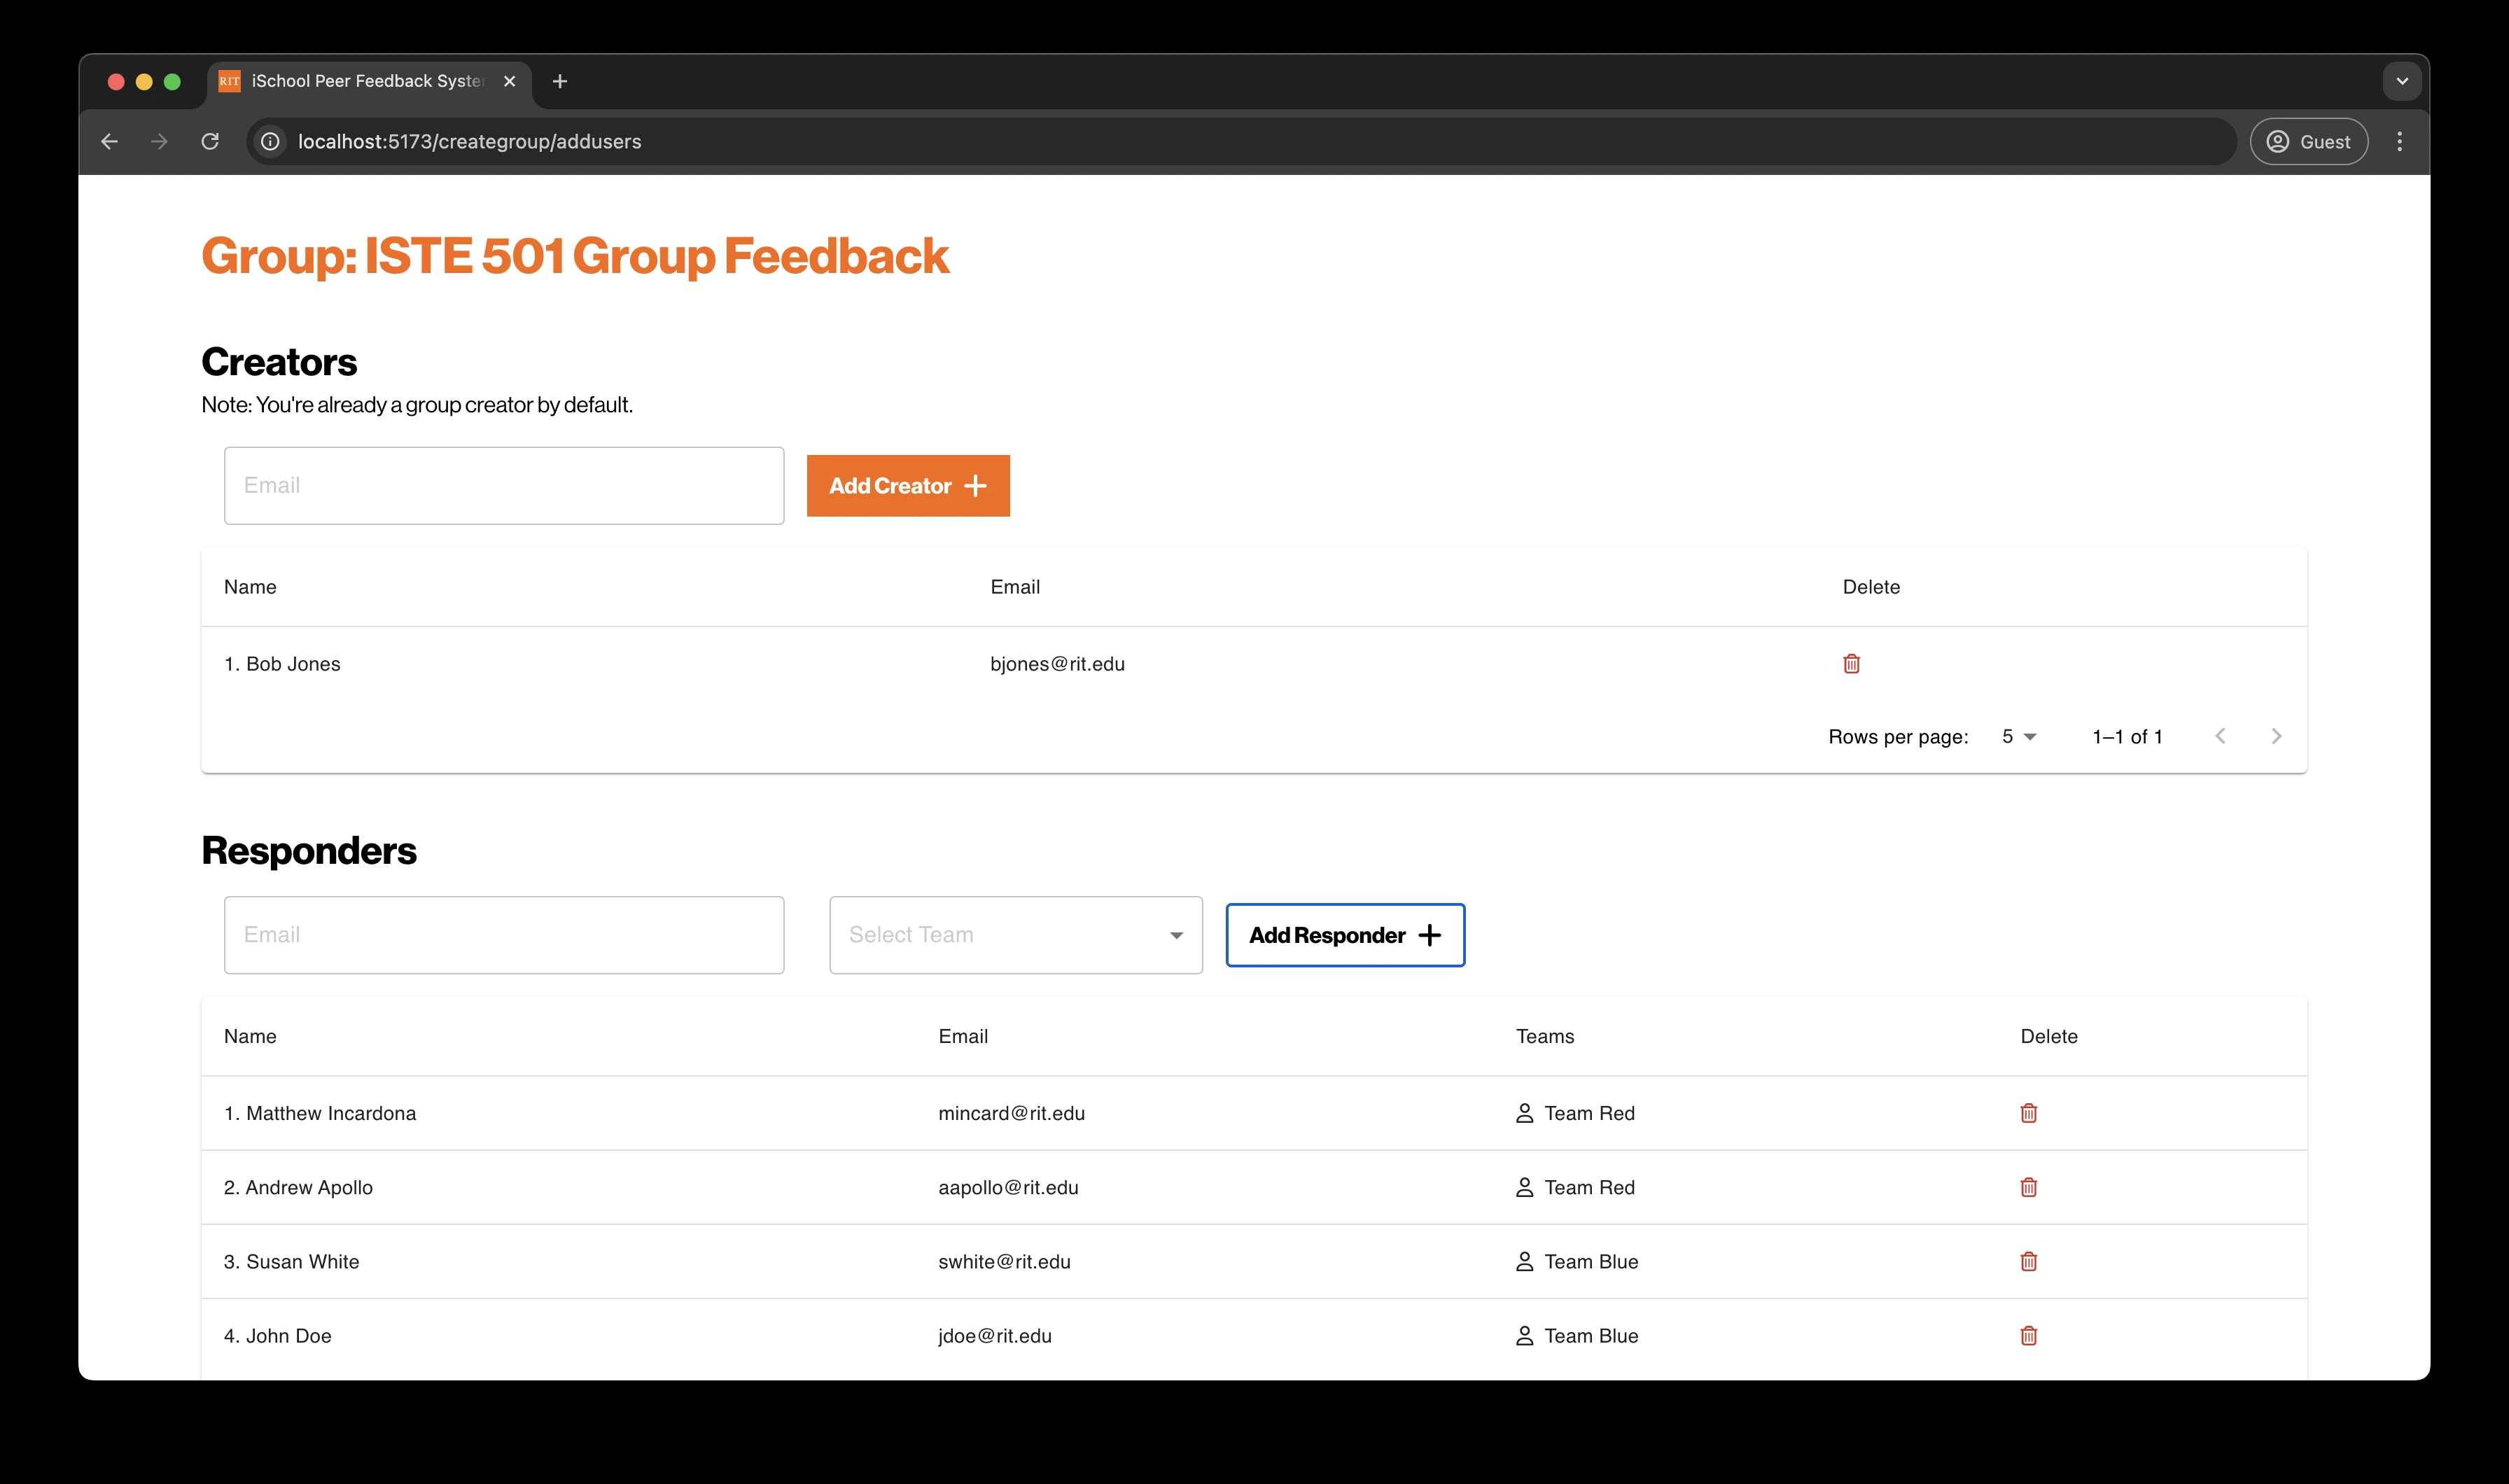 RIT iSchool Peer Feedback Syste
localhost:5173/creategroup/addusers
Guest
Group: ISTE 501 Group Feedback
Creators
Note: You're already a group creator by default.
Email
Add Creator
Name Email Delete
1. Bob Jones bjones@rit.edu
Rows per page: 5 1–1 of 1
Responders
Email Select Team Add Responder
Name Email Teams Delete
1. Matthew Incardona mincard@rit.edu Team Red
2. Andrew Apollo aapollo@rit.edu Team Red
3. Susan White swhite@rit.edu Team Blue
4. John Doe jdoe@rit.edu Team Blue